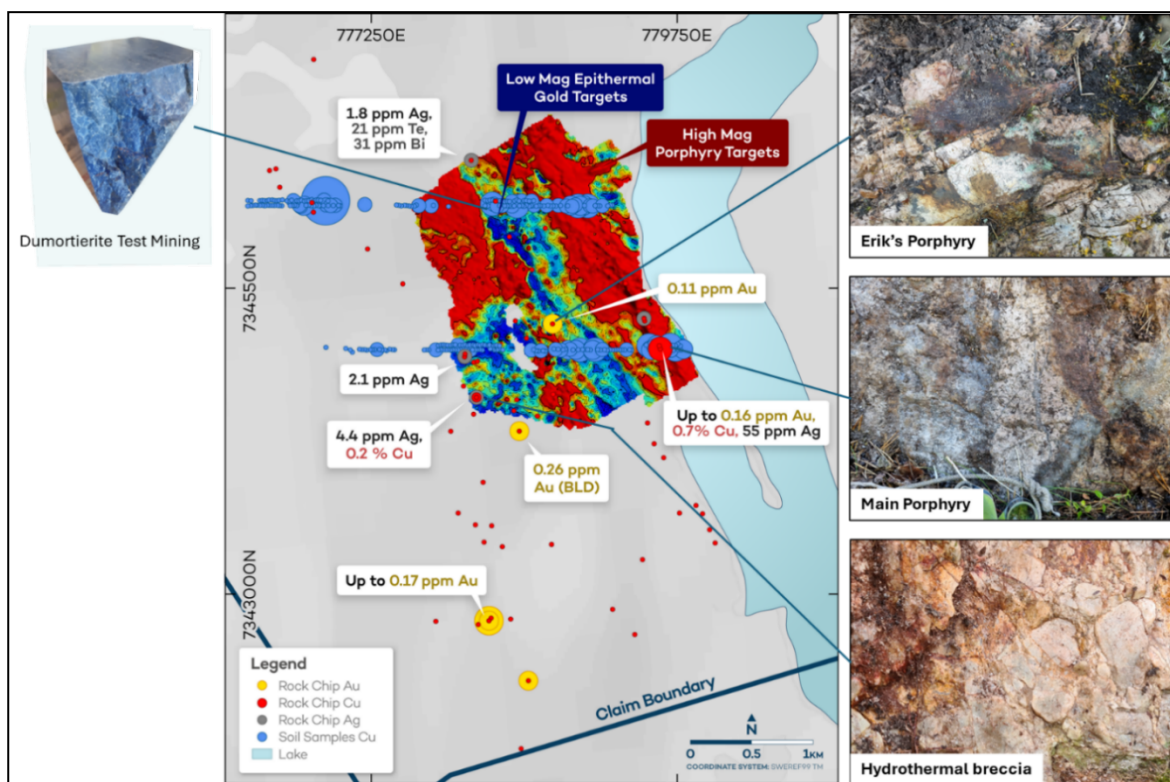 777250E
779750E
Low Mag Epithermal
Gold Targets
1.8 ppm Ag,
21 ppm Te,
31 ppm Bi
High Mag
Porphyry Targets
Dumortierite Test Mining
Erik's Porphyry
7345500N
0.11 ppm Au
2.1 ppm Ag
Up to 0.16 ppm Au,
0.7% Cu, 55 ppm Ag
4.4 ppm Ag,
0.2 % Cu
0.26 ppm
Au (BLD)
Main Porphyry
Up to 0.17 ppm Au
7343000N
Legend
Rock Chip Au
Rock Chip Cu
Rock Chip Ag
Soil Samples Cu
Lake
Claim Boundary
N
0 0.5 1KM
COORDINATE SYSTEM: SWEREF99 TM
Hydrothermal breccia